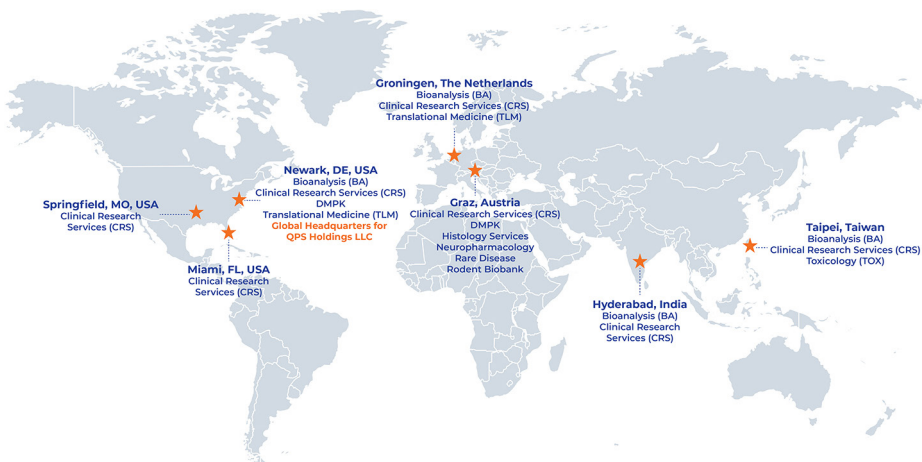 Groningen, The Netherlands
Bioanalysis (BA)
Clinical Research Services (CRS)
Translational Medicine (TLM)
Newark, DE, USA
Bioanalysis (BA)
Clinical Research Services (CRS)
DMPK
Translational Medicine (TLM)
Global Headquarters for
QPS Holdings LLC
Springfield, MO, USA
Clinical Research
Services (CRS)
Miami, FL, USA
Clinical Research
Services (CRS)
Graz, Austria
Clinical Research Services (CRS)
DMPK
Histology Services
Neuropharmacology
Rare Disease
Rodent Biobank
Taipei, Taiwan
Bioanalysis (BA)
Clinical Research Services (CRS)
Toxicology (TOX)
Hyderabad, India
Bioanalysis (BA)
Clinical Research
Services (CRS)